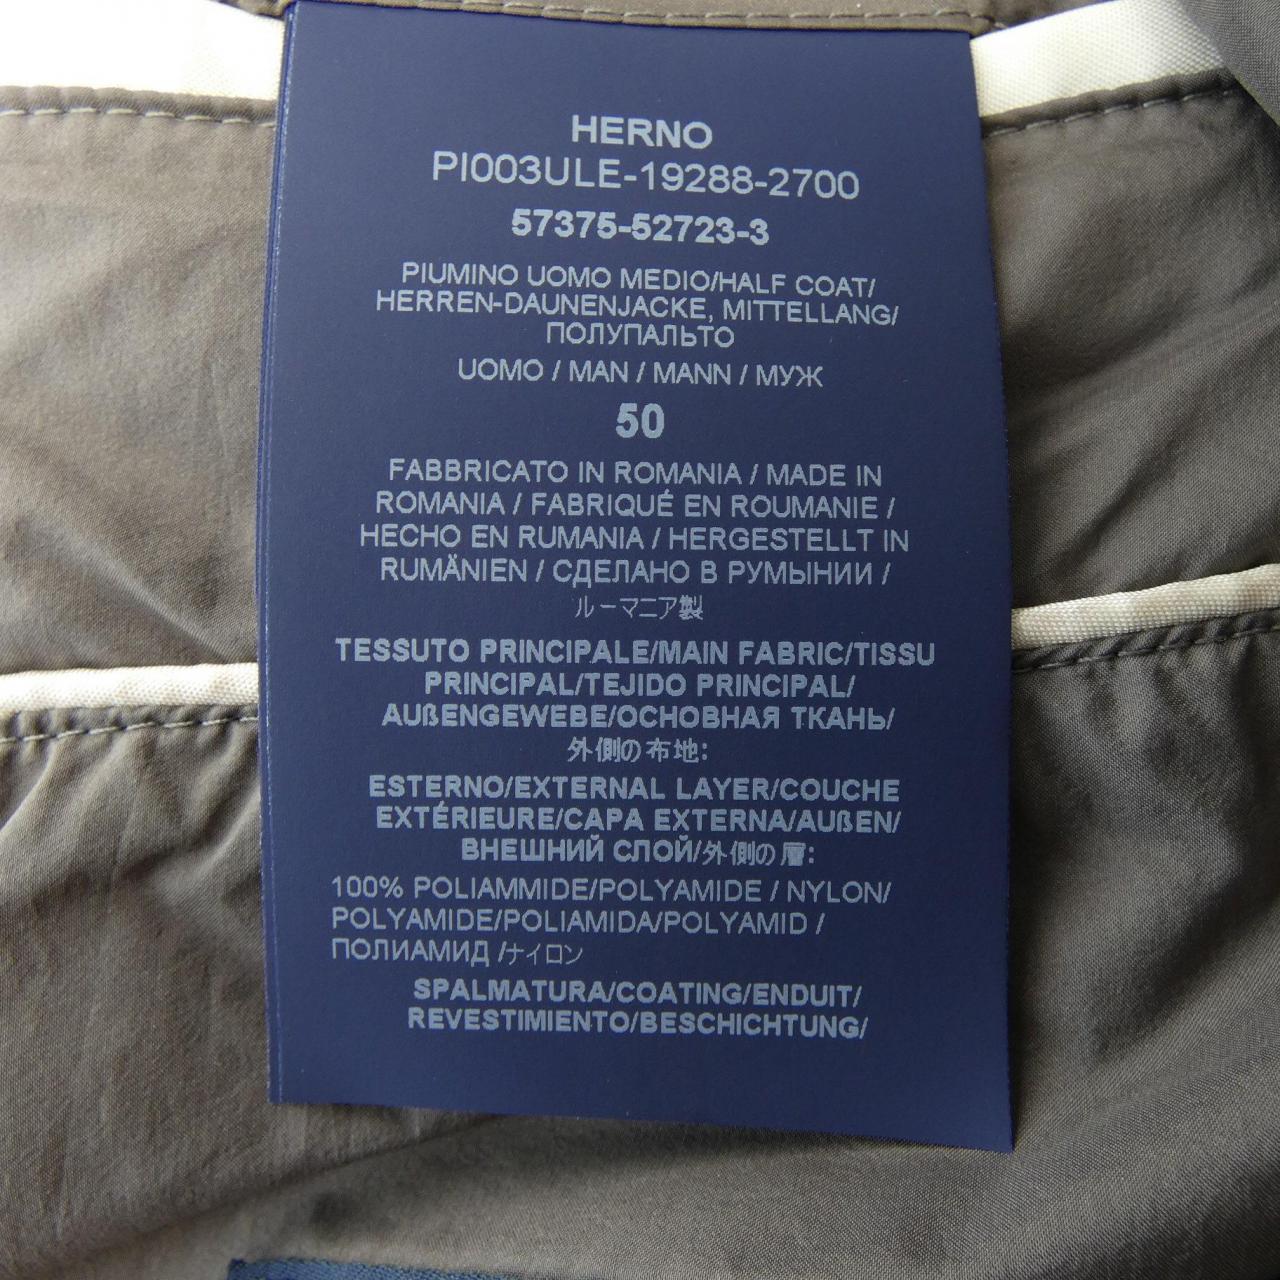 HERNO
PI003ULE-19288-2700
57375-52723-3
PIUMINO UOMO MEDIO/HALF COAT/
HERREN-DAUNENJACKE, MITTELLANG/
ПОЛУПАЛЬТО
UOMO / MAN / MANN / МУЖ
50
FABBRICATO IN ROMANIA / MADE IN
ROMANIA / FABRIQUÉ EN ROUMANIE /
HECHO EN RUMANIA / HERGESTELLT IN
RUMÄNIEN / СДЕЛАНО В РУМЫНИИ /
ルーマニア製
TESSUTO PRINCIPALE/MAIN FABRIC/TISSU
PRINCIPAL/TEJIDO PRINCIPAL/
AUßENGEWEBE/ОСНОВНАЯ ТКАНЬ/
外側の布地:
ESTERNO/EXTERNAL LAYER/COUCHE
EXTÉRIEURE/CAPA EXTERNA/AUßEN/
ВНЕШНИЙ СЛОЙ/外側の層:
100% POLIAMMIDE/POLYAMIDE / NYLON/
POLYAMIDE/POLIAMIDA/POLYAMID /
ПОЛИАМИД /ナイロン
SPALMATURA/COATING/ENDUIT/
REVESTIMIENTO/BESCHICHTUNG/